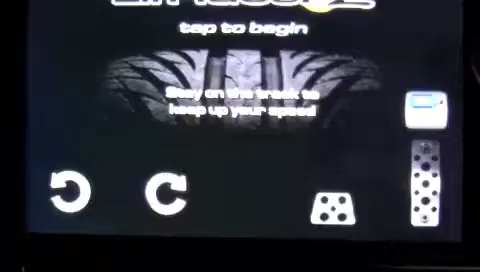 tap to begin
Stay on the track to
keep up your speed